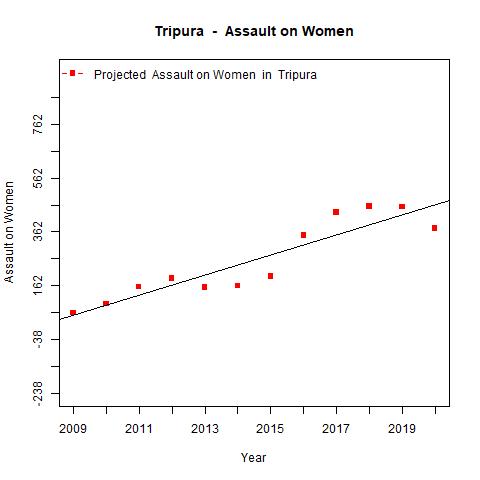 Tripura - Assault on Women
Projected Assault on Women in Tripura
Assault on Women
762
562
362
162
-38
-238
2009 2011 2013 2015 2017 2019
Year